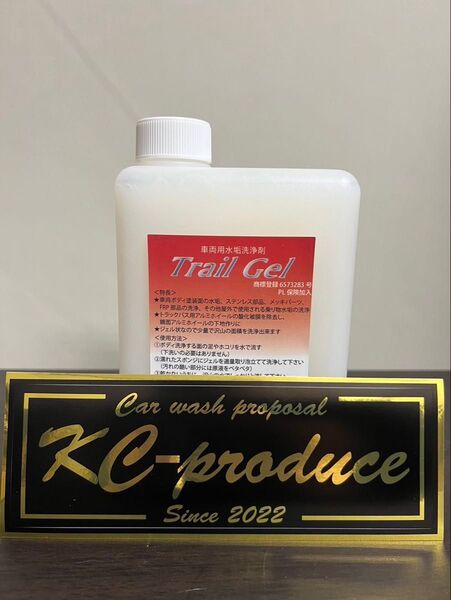 車両用水垢洗浄剤
Trail Gel
商標登録 6573283 号
PL 保険加入
＜特長＞
★車両ボディ塗装面の水垢、ステンレス部品、メッキパーツ、
FRP 部品の洗浄、その他屋外で使用される乗り物水垢の洗浄
★トラックバス用アルミホイールの酸化被膜を除去し、
鏡面アルミホイールの下地作りに
★ジェル状なので少量で沢山の面積を洗浄出来ます
＜使用方法＞
①ボディ洗浄する面の泥やホコリを水で流す
（下洗いの必要はありません）
②濡れたスポンジにジェルを適量取り泡立てて洗浄して下さい
（汚れの酷い部分には原液をベタベタ）
Car wash proposal
KC-produce
Since 2022